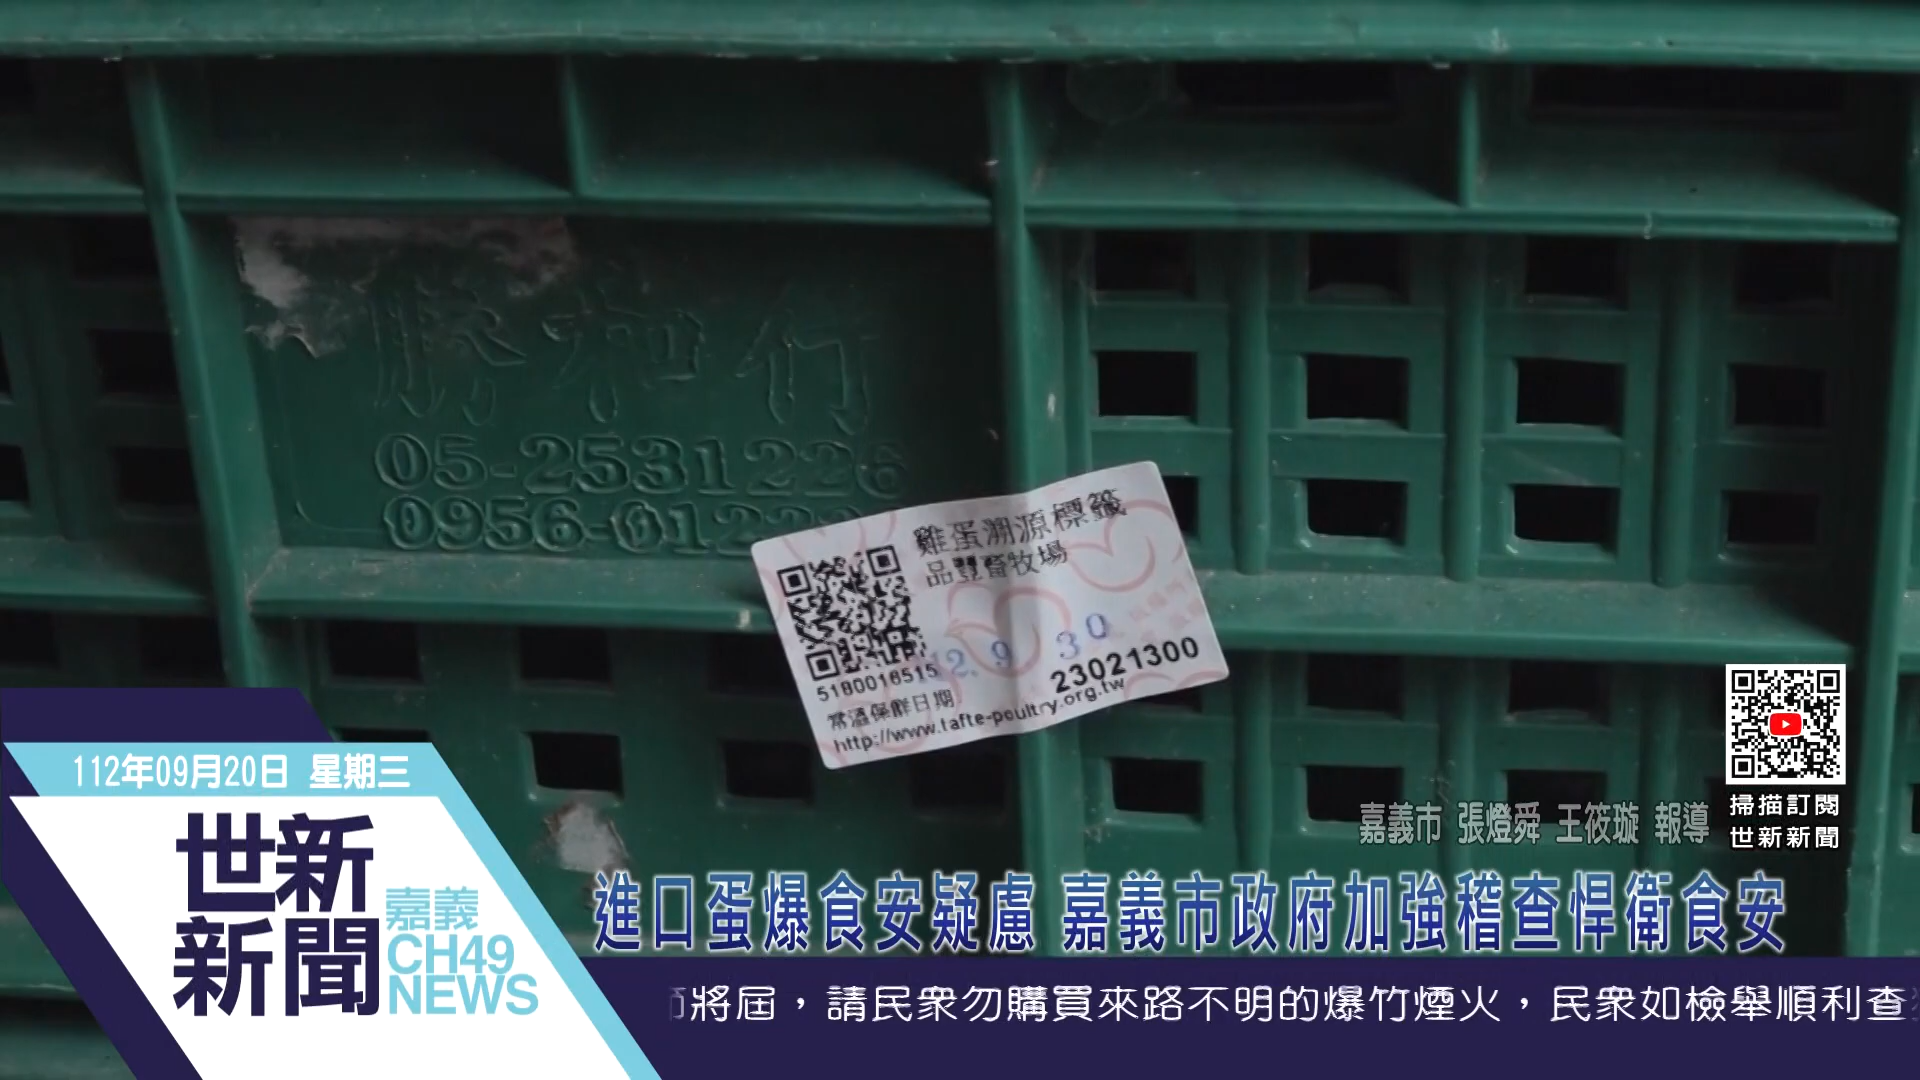 勝和行
05-2531226
0956-0122
雞蛋溯源標籤
品豐畜牧場
12. 9. 30
5180016515
23021300
常溫保鮮日期
http://www.tafte-poultry.org.tw
掃描訂閱
世新新聞
112年09月20日 星期三
世新
新聞
嘉義
CH49
NEWS
嘉義市 張燈舜 王筱璇 報導
進口蛋爆食安疑慮 嘉義市政府加強稽查悍衛食安
節將屆，請民眾勿購買來路不明的爆竹煙火，民眾如檢舉順利查